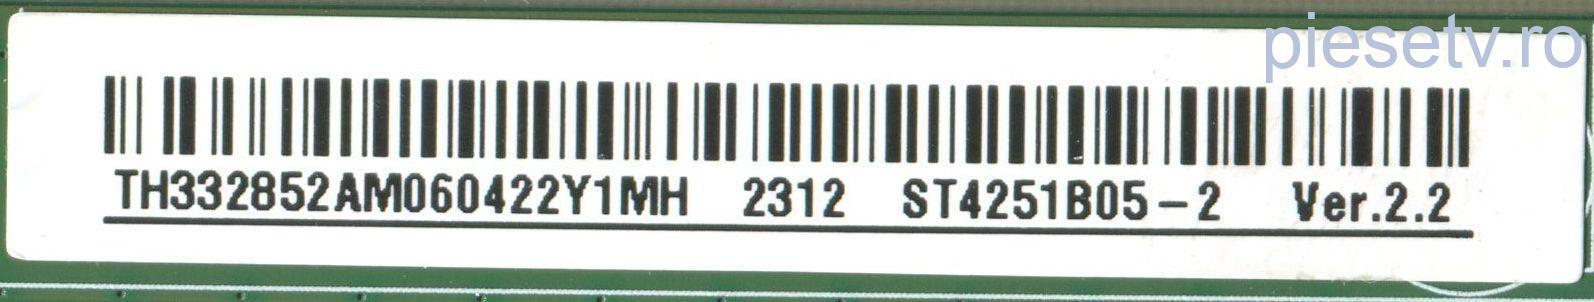 piesetv.ro
TH332852AM060422Y1MH 2312 ST4251B05-2 Ver.2.2